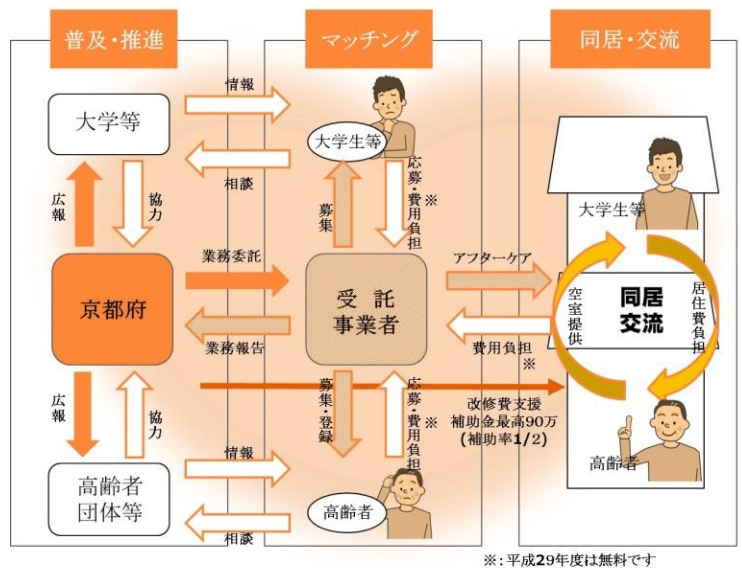 普及・推進
マッチング
同居・交流
大学等
情報
相談
大学生等
広報
協力
募集
応募・費用負担
※
業務委託
京都府
業務報告
受託
事業者
アフターケア
費用負担
※
大学生等
空室提供
同居
交流
居住費負担
高齢者
改修費支援
補助金最高90万
(補助率1/2)
広報
協力
募集・登録
応募・費用負担
※
高齢者
団体等
情報
相談
高齢者
※：平成29年度は無料です